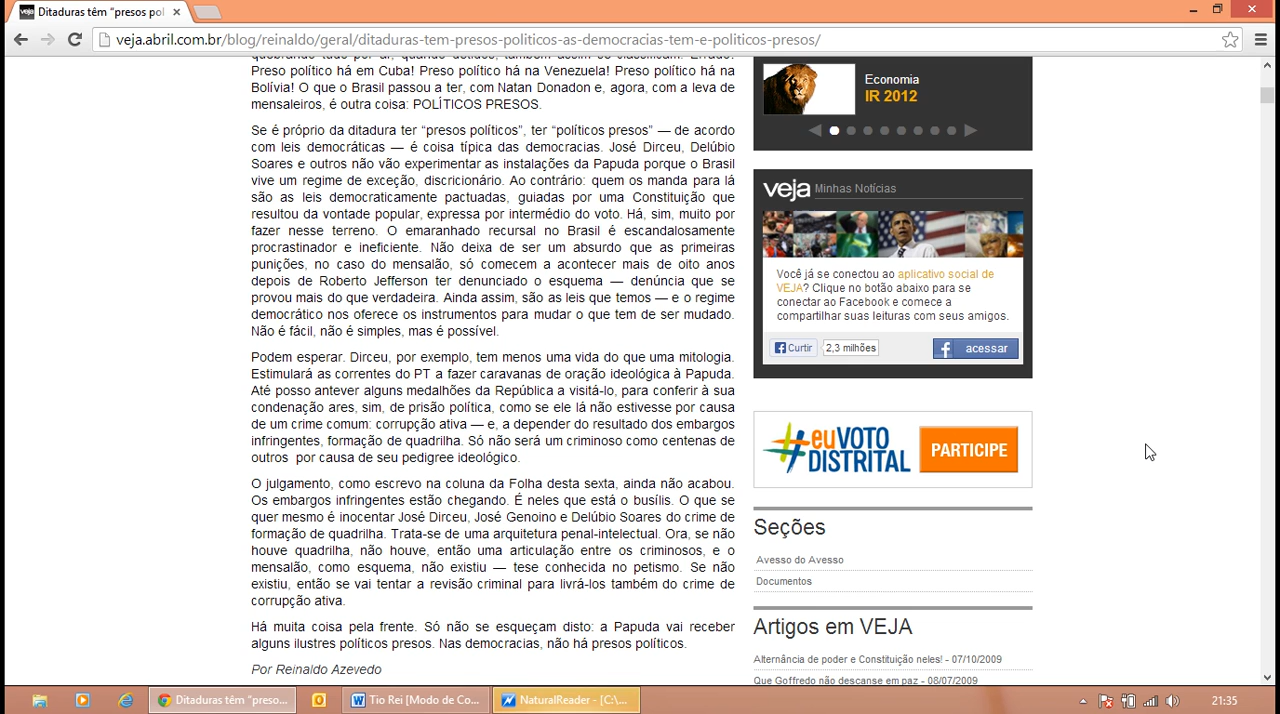 Ditaduras têm "presos pol
veja.abril.com.br/blog/reinaldo/geral/ditaduras-tem-presos-politicos-as-democracias-tem-e-politicos-presos/
Preso político há em Cuba! Preso político há na Venezuela! Preso político há na
Bolívia! O que o Brasil passou a ter, com Natan Donadon e, agora, com a leva de
mensaleiros, é outra coisa: POLÍTICOS PRESOS.
Se é próprio da ditadura ter “presos políticos”, ter “políticos presos” — de acordo
com leis democráticas — é coisa típica das democracias. José Dirceu, Delúbio
Soares e outros não vão experimentar as instalações da Papuda porque o Brasil
vive um regime de exceção, discricionário. Ao contrário: quem os manda para lá
são as leis democraticamente pactuadas, guiadas por uma Constituição que
resultou da vontade popular, expressa por intermédio do voto. Há, sim, muito por
fazer nesse terreno. O emaranhado recursal no Brasil é escandalosamente
procrastinador e ineficiente. Não deixa de ser um absurdo que as primeiras
punições, no caso do mensalão, só comecem a acontecer mais de oito anos
depois de Roberto Jefferson ter denunciado o esquema — denúncia que se
provou mais do que verdadeira. Ainda assim, são as leis que temos — e o regime
democrático nos oferece os instrumentos para mudar o que tem de ser mudado.
Não é fácil, não é simples, mas é possível.
Podem esperar. Dirceu, por exemplo, tem menos uma vida do que uma mitologia.
Estimulará as correntes do PT a fazer caravanas de oração ideológica à Papuda.
Até posso antever alguns medalhões da República a visitá-lo, para conferir à sua
condenação ares, sim, de prisão política, como se ele lá não estivesse por causa
de um crime comum: corrupção ativa — e, a depender do resultado dos embargos
infringentes, formação de quadrilha. Só não será um criminoso como centenas de
outros por causa de seu pedigree ideológico.
O julgamento, como escrevo na coluna da Folha desta sexta, ainda não acabou.
Os embargos infringentes estão chegando. É neles que está o busílis. O que se
quer mesmo é inocentar José Dirceu, José Genoino e Delúbio Soares do crime de
formação de quadrilha. Trata-se de uma arquitetura penal-intelectual. Ora, se não
houve quadrilha, não houve, então uma articulação entre os criminosos, e o
mensalão, como esquema, não existiu — tese conhecida no petismo. Se não
existiu, então se vai tentar a revisão criminal para livrá-los também do crime de
corrupção ativa.
Há muita coisa pela frente. Só não se esqueçam disto: a Papuda vai receber
alguns ilustres políticos presos. Nas democracias, não há presos políticos.
Por Reinaldo Azevedo
Economia
IR 2012
veja Minhas Notícias
Você já se conectou ao aplicativo social de
VEJA? Clique no botão abaixo para se
conectar ao Facebook e comece a
compartilhar suas leituras com seus amigos.
Curtir 2,3 milhões acessar
#euVOTO DISTRITAL PARTICIPE
Seções
Avesso do Avesso
Documentos
Artigos em VEJA
Alternância de poder e Constituição neles! - 07/10/2009
Que Goffredo não descanse em paz - 08/07/2009
Ditaduras têm "preso... Tio Rei [Modo de Co... NaturalReader - [C:\... 21:35